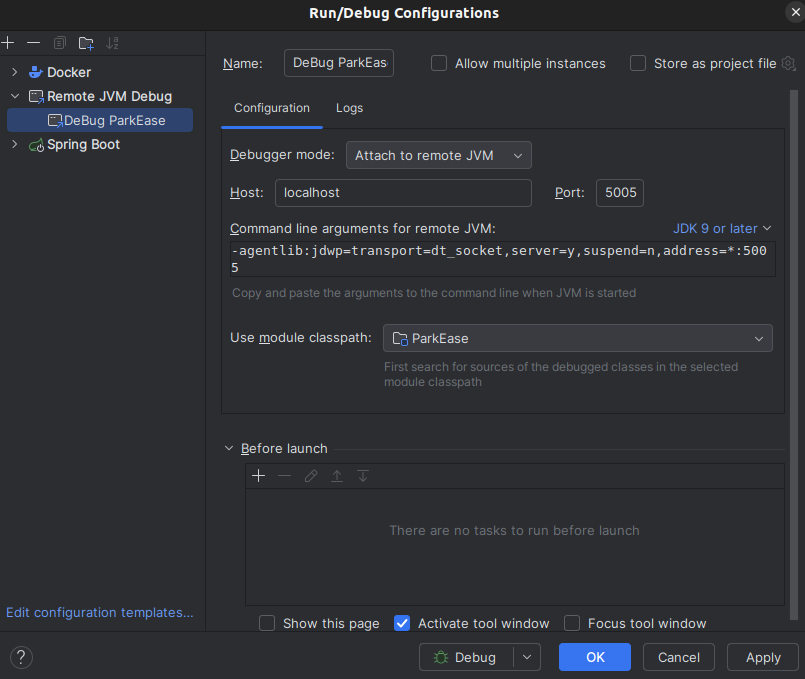 Run/Debug Configurations
Docker
Remote JVM Debug
DeBug ParkEase
Spring Boot
Edit configuration templates...
Name: DeBug ParkEas Allow multiple instances Store as project file
Configuration Logs
Debugger mode: Attach to remote JVM
Host: localhost Port: 5005
Command line arguments for remote JVM: JDK 9 or later
-agentlib:jdwp=transport=dt_socket,server=y,suspend=n,address=*:500
5
Copy and paste the arguments to the command line when JVM is started
Use module classpath: ParkEase
First search for sources of the debugged classes in the selected
module classpath
Before launch
There are no tasks to run before launch
Show this page Activate tool window Focus tool window
? Debug OK Cancel Apply